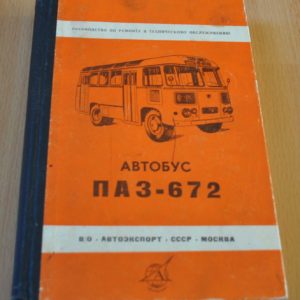 РУКОВОДСТВО ПО РЕМОНТУ И ТЕХНИЧЕСКОМУ ОБСЛУЖИВАНИЮ
АВТОБУС
ПАЗ-672
В/О · АВТОЭКСПОРТ · СССР · МОСКВА